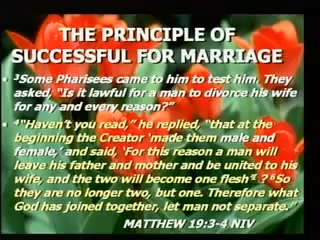 THE PRINCIPLE OF
SUCCESSFUL FOR MARRIAGE
• ³Some Pharisees came to him to test him. They
asked, “Is it lawful for a man to divorce his wife
for any and every reason?”
• ⁴“Haven’t you read,” he replied, “that at the
beginning the Creator ‘made them male and
female,’ and said, ‘For this reason a man will
leave his father and mother and be united to his
wife, and the two will become one flesh’ ? ⁶So
they are no longer two, but one. Therefore what
God has joined together, let man not separate.”
MATTHEW 19:3-4 NIV